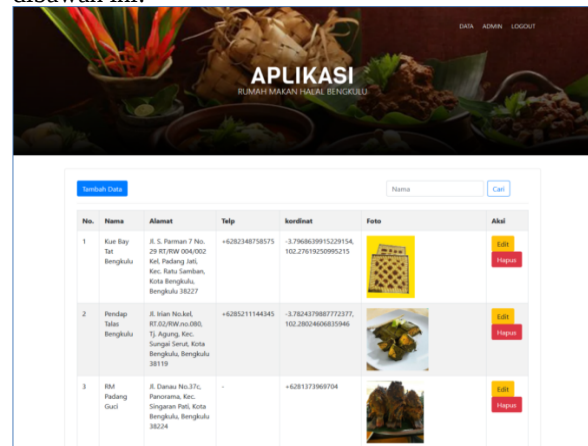 disawah ini.
DATA ADMIN LOGOUT
APLIKASI
RUMAH MAKAN HALAL BENGKULU
Tambah Data
Nama
Cari
No. Nama Alamat Telp kordinat Foto Aksi
1 Kue Bay Jl. S. Parman 7 No. +6282348758575 -3.7968639915229154, Edit
Tat 29 RT/RW 004/002 102.27619250995215
Bengkulu Kel, Padang Jati, Hapus
Kec. Ratu Samban,
Kota Bengkulu,
Bengkulu 38227
2 Pendap Jl. Irian No.kel, +6285211144345 -3.7824379887772377, Edit
Talas RT.02/RW.no.080, 102.28024606835946
Bengkulu Tj. Agung, Kec. Hapus
Sungai Serut, Kota
Bengkulu, Bengkulu
38119
3 RM Jl. Danau No.37c, - +6281373969704 Edit
Padang Panorama, Kec.
Guci Singaran Pati, Kota Hapus
Bengkulu, Bengkulu
38224